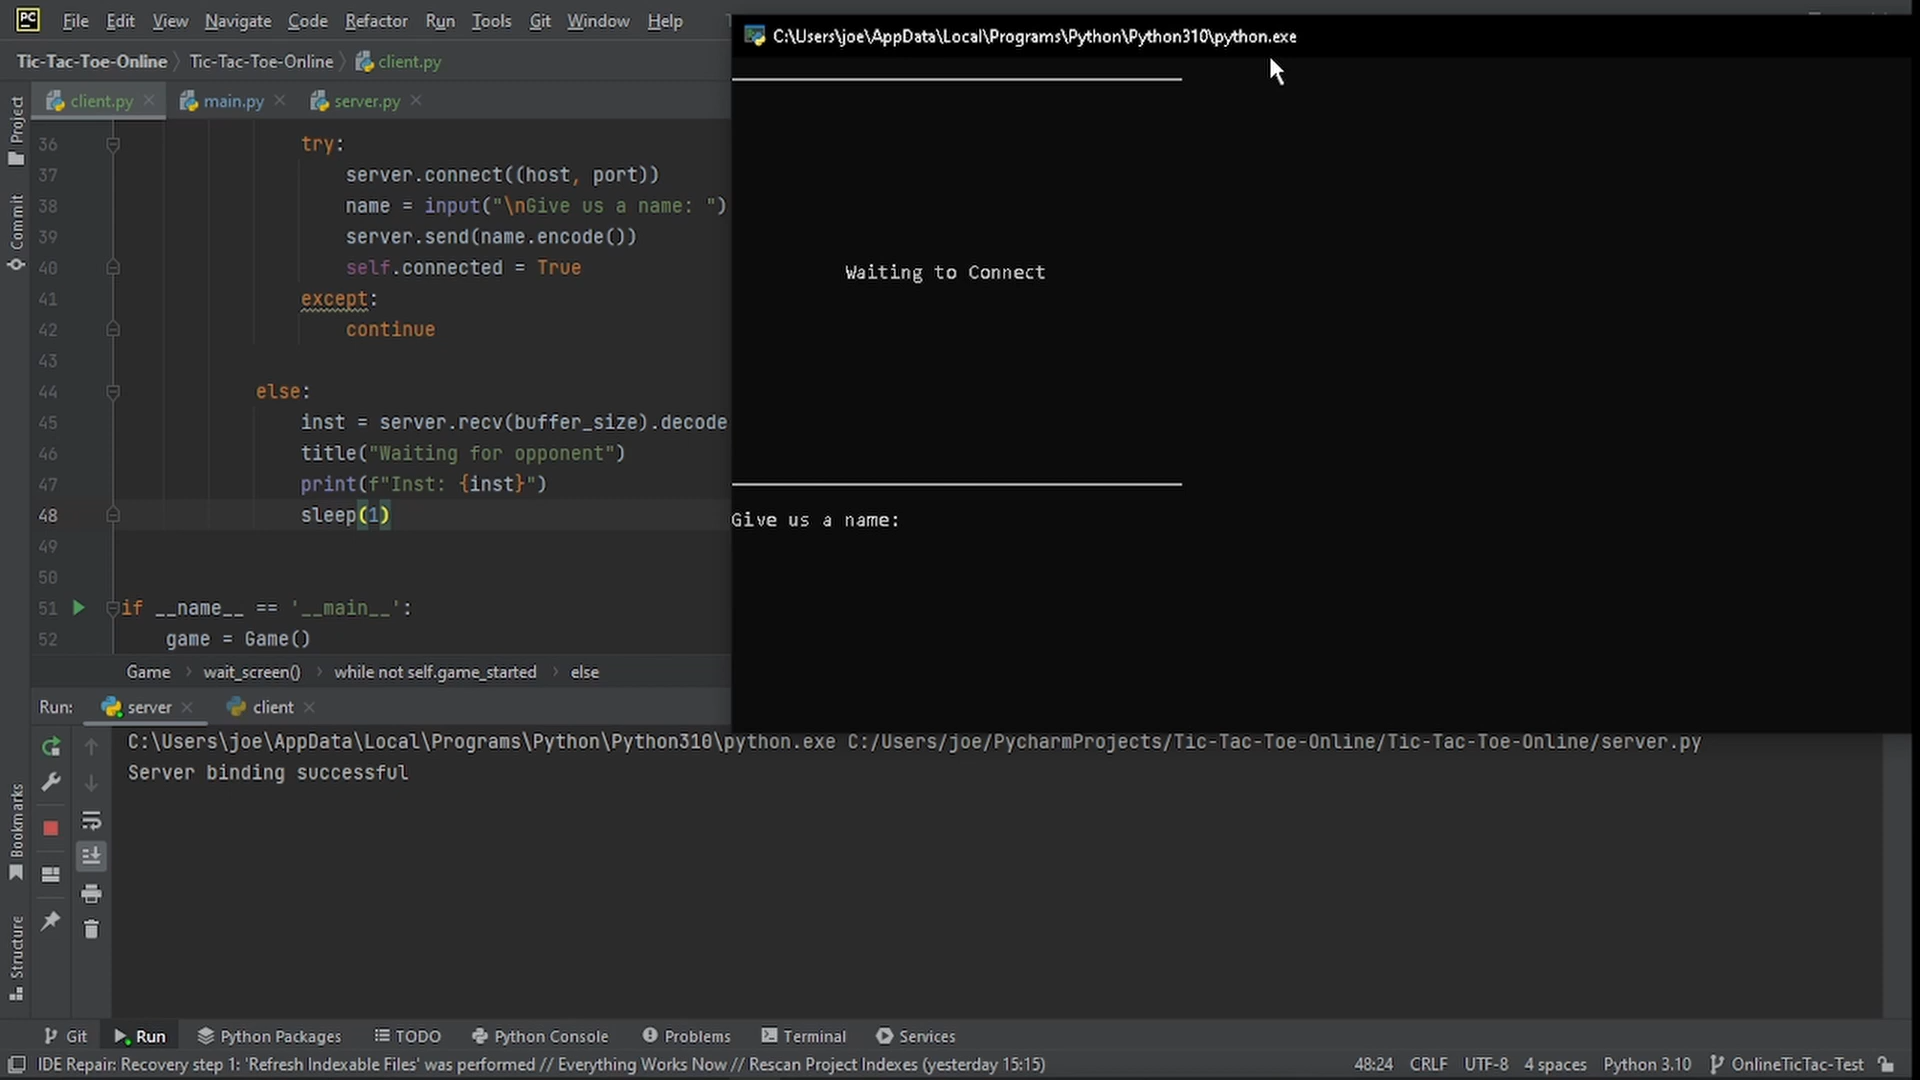 PC File Edit View Navigate Code Refactor Run Tools Git Window Help
C:\Users\joe\AppData\Local\Programs\Python\Python310\python.exe
Tic-Tac-Toe-Online Tic-Tac-Toe-Online client.py
client.py main.py server.py
Project
Commit
36 try:
37 server.connect((host, port))
38 name = input("\nGive us a name: ")
39 server.send(name.encode())
40 self.connected = True
41 except:
42 continue
43
44 else:
45 inst = server.recv(buffer_size).decode
46 title("Waiting for opponent")
47 print(f"Inst: {inst}")
48 sleep(1)
49
50
51 if __name__ == '__main__':
52 game = Game()
Waiting to Connect
Give us a name:
Game wait_screen() while not self.game_started else
Run: server client
C:\Users\joe\AppData\Local\Programs\Python\Python310\python.exe C:/Users/joe/PycharmProjects/Tic-Tac-Toe-Online/Tic-Tac-Toe-Online/server.py
Server binding successful
Bookmarks
Structure
Git Run Python Packages TODO Python Console Problems Terminal Services
IDE Repair: Recovery step 1: 'Refresh Indexable Files' was performed // Everything Works Now // Rescan Project Indexes (yesterday 15:15) 48:24 CRLF UTF-8 4 spaces Python 3.10 OnlineTicTac-Test